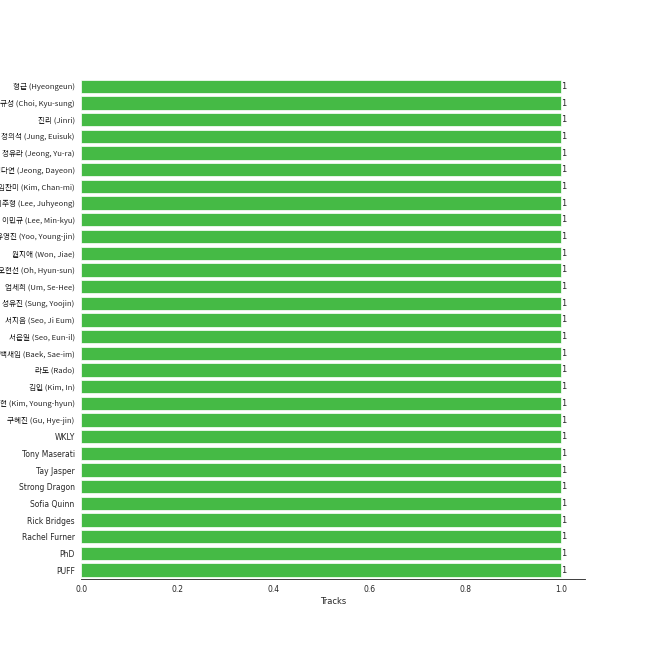 형근 (Hyeongeun) 1
규성 (Choi, Kyu-sung) 1
진리 (Jinri) 1
정의석 (Jung, Euisuk) 1
정유라 (Jeong, Yu-ra) 1
다연 (Jeong, Dayeon) 1
김찬미 (Kim, Chan-mi) 1
주형 (Lee, Juhyeong) 1
이민규 (Lee, Min-kyu) 1
유영진 (Yoo, Young-jin) 1
원지애 (Won, Jiae) 1
오현선 (Oh, Hyun-sun) 1
엄세희 (Um, Se-Hee) 1
성유진 (Sung, Yoojin) 1
서지음 (Seo, Ji Eum) 1
서은일 (Seo, Eun-il) 1
백새임 (Baek, Sae-im) 1
라도 (Rado) 1
김인 (Kim, In) 1
현 (Kim, Young-hyun) 1
구혜진 (Gu, Hye-jin) 1
WKLY 1
Tony Maserati 1
Tay Jasper 1
Strong Dragon 1
Sofia Quinn 1
Rick Bridges 1
Rachel Furner 1
PhD 1
PUFF 1
0.0 0.2 0.4 0.6 0.8 1.0
Tracks